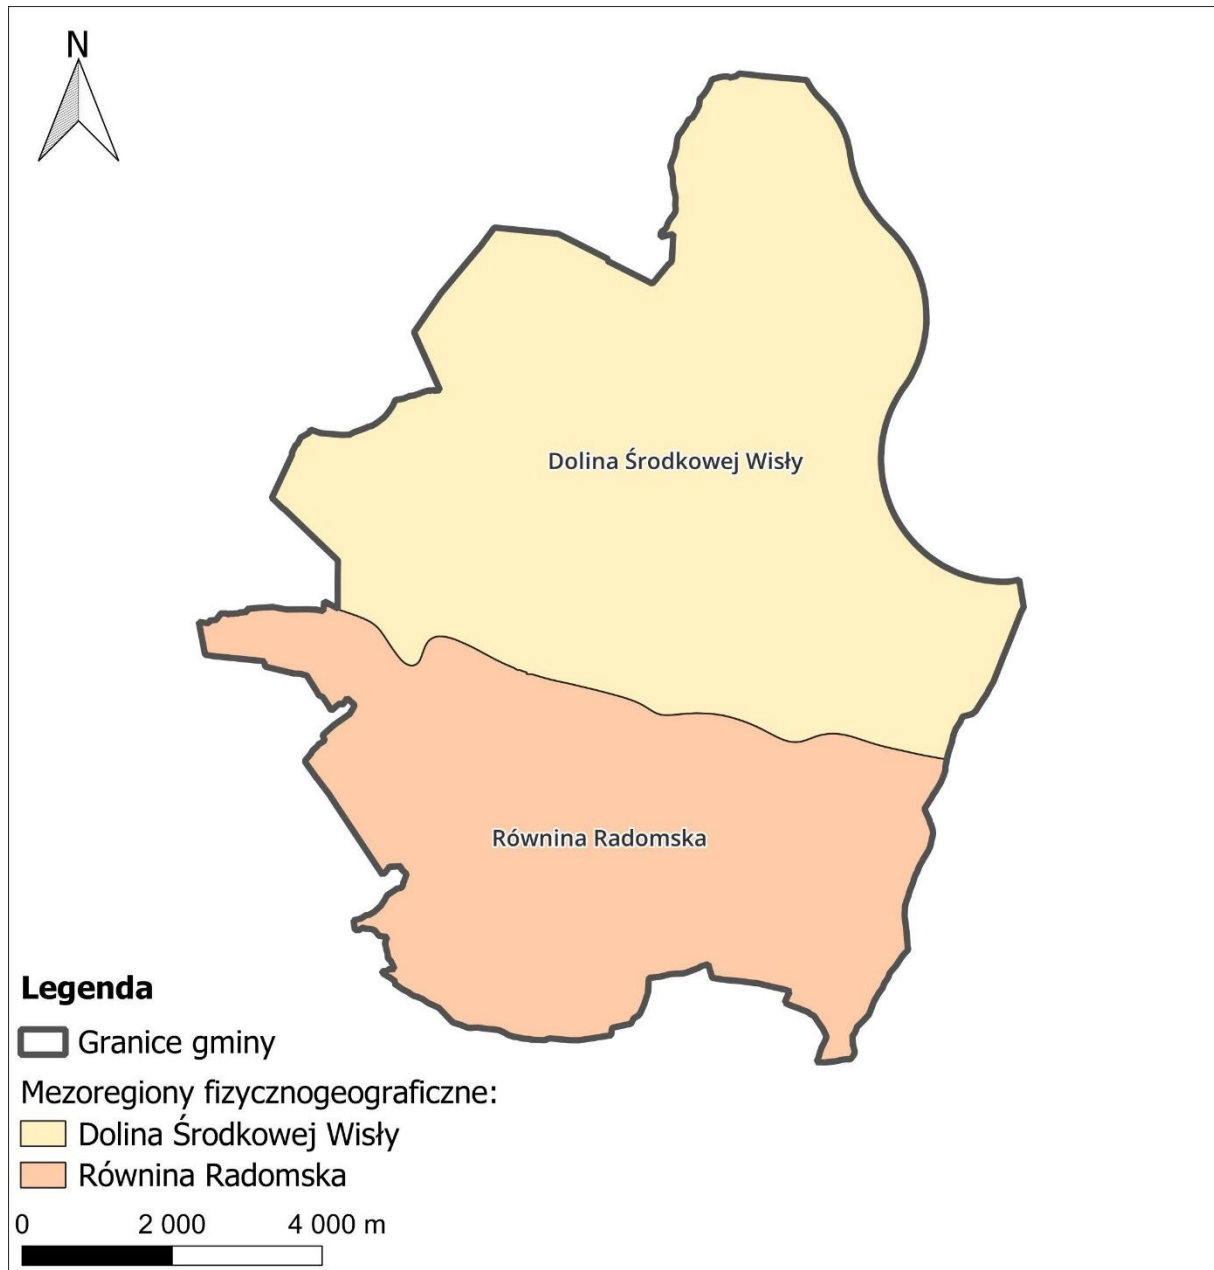 N
Dolina Środkowej Wisły
Równina Radomska
Legenda
Granice gminy
Mezoregiony fizycznogeograficzne:
Dolina Środkowej Wisły
Równina Radomska
0 2 000 4 000 m